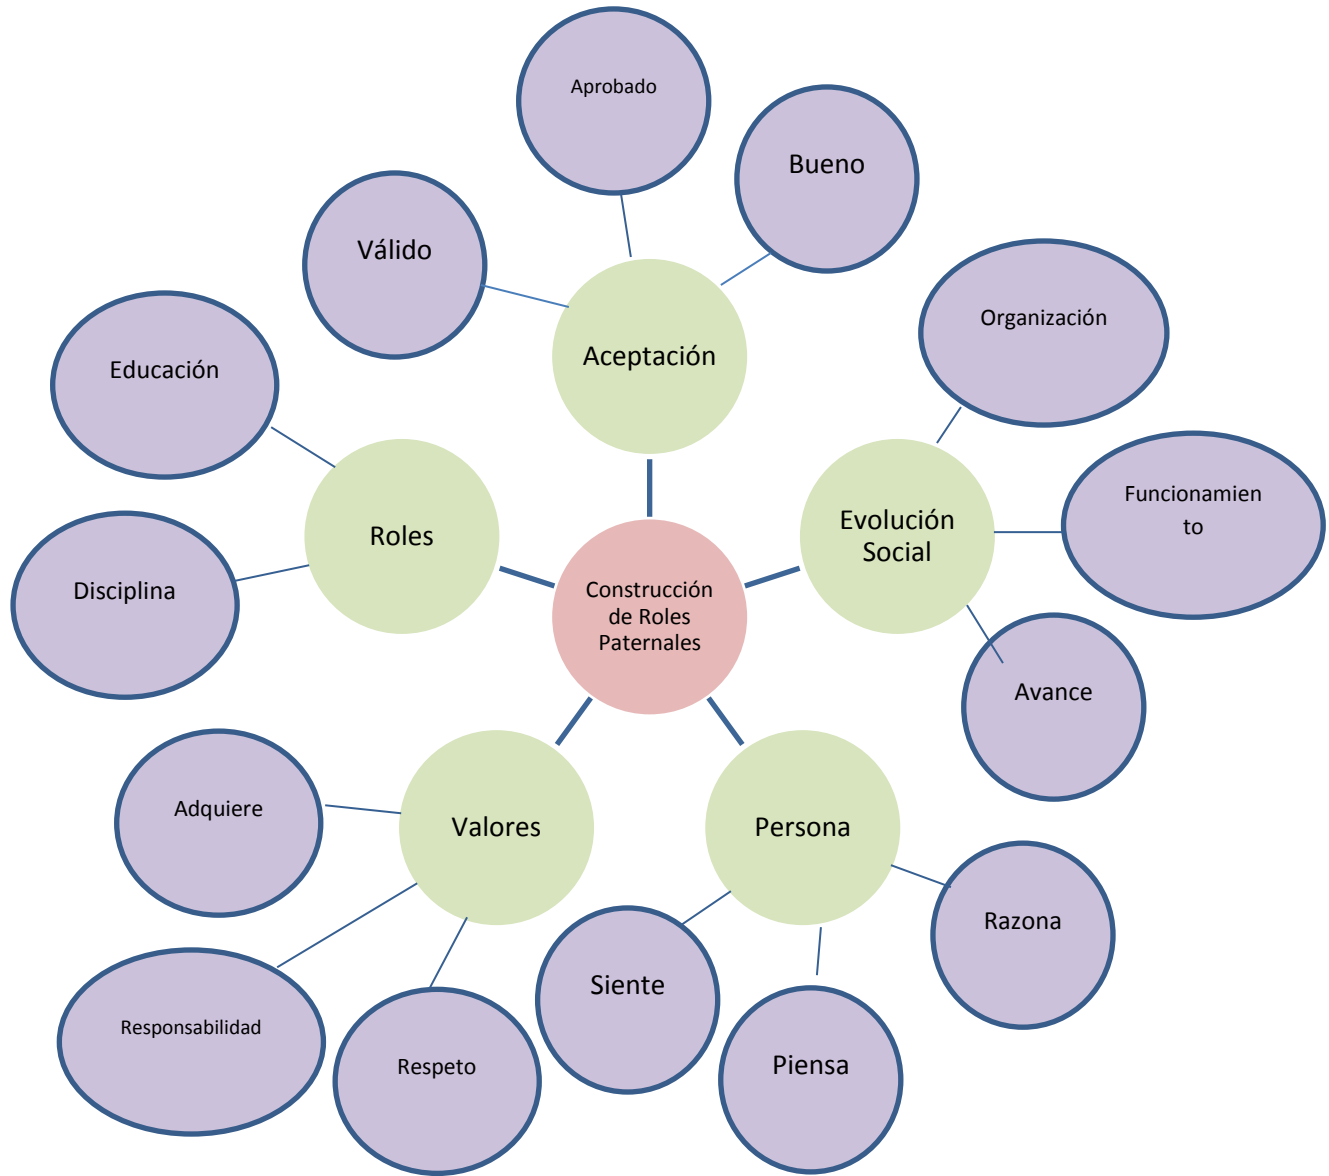 Aprobado
Bueno
Válido
Organización
Aceptación
Educación
Funcionamien
to
Evolución
Social
Roles
Disciplina
Construcción
de Roles
Paternales
Avance
Adquiere
Valores
Persona
Razona
Siente
Responsabilidad
Respeto
Piensa